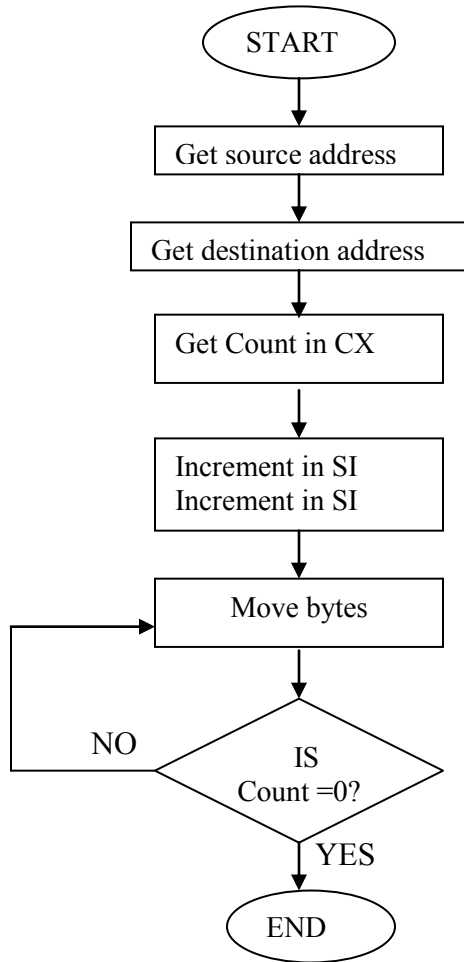 START
Get source address
Get destination address
Get Count in CX
Increment in SI
Increment in SI
Move bytes
NO
IS
Count =0?
YES
END